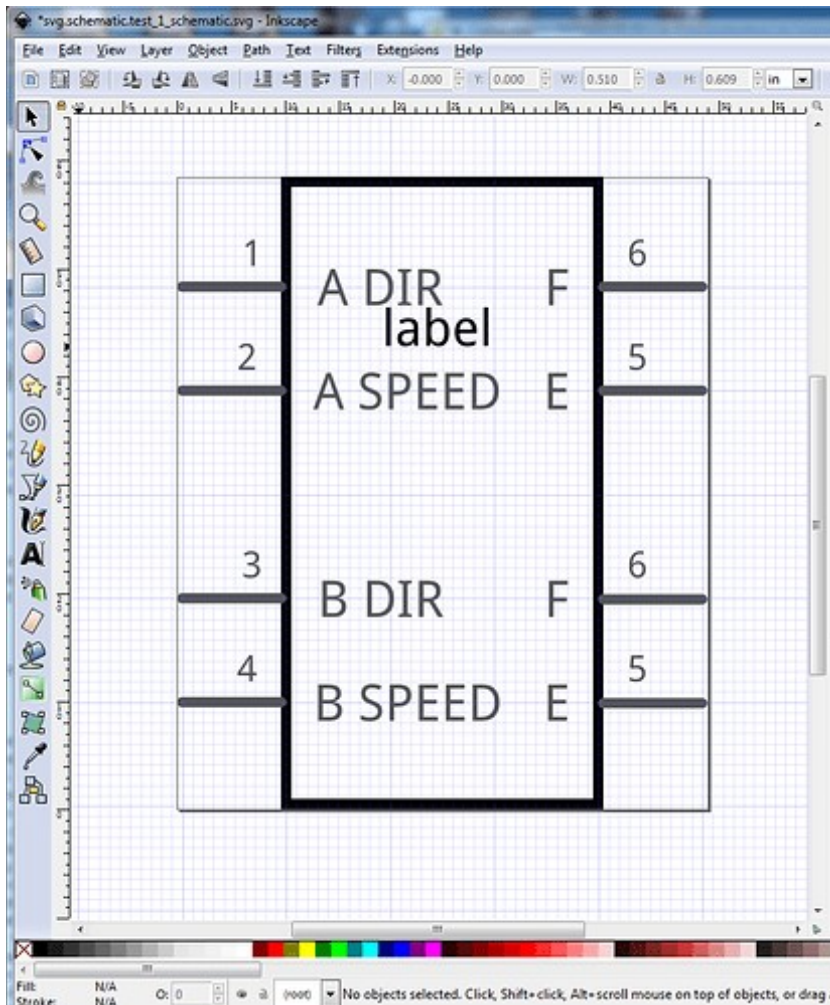 *svg.schematic.test_1_schematic.svg - Inkscape
File Edit View Layer Object Path Text Filters Extensions Help
X: -0.000 Y: 0.000 W: 0.510 H: 0.609 in
1 6
A DIR F
label
2 5
A SPEED E
3 6
B DIR F
4 5
B SPEED E
Fill: N/A
Stroke: N/A
O: 0 (root) No objects selected. Click, Shift+click, Alt+scroll mouse on top of objects, or drag